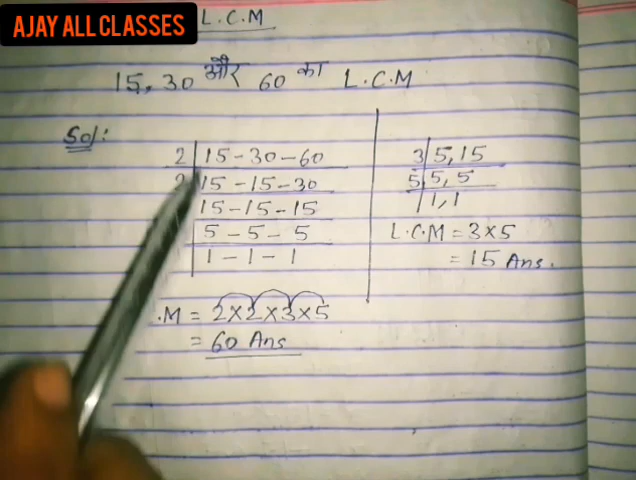 AJAY ALL CLASSES
L.C.M
15, 30 और 60 का L.C.M
Sol:
2 | 15 - 30 - 60
2 | 15 - 15 - 30
15 - 15 - 15
5 - 5 - 5
1 - 1 - 1
.M = 2×2×3×5
= 60 Ans
3 | 5, 15
5 | 5, 5
1, 1
L.C.M = 3×5
= 15 Ans.